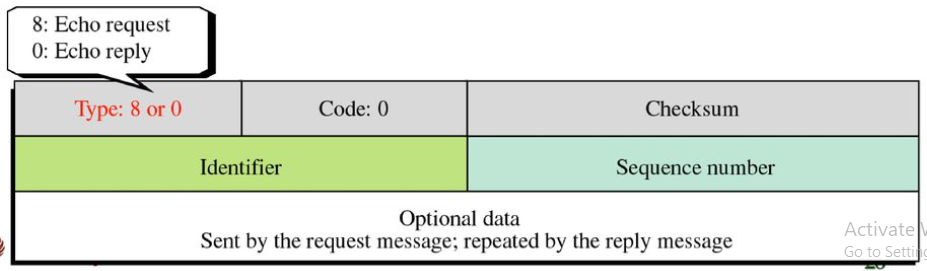 8: Echo request
0: Echo reply
Type: 8 or 0
Code: 0
Checksum
Identifier
Sequence number
Optional data
Sent by the request message; repeated by the reply message
Activate
Go to Setting